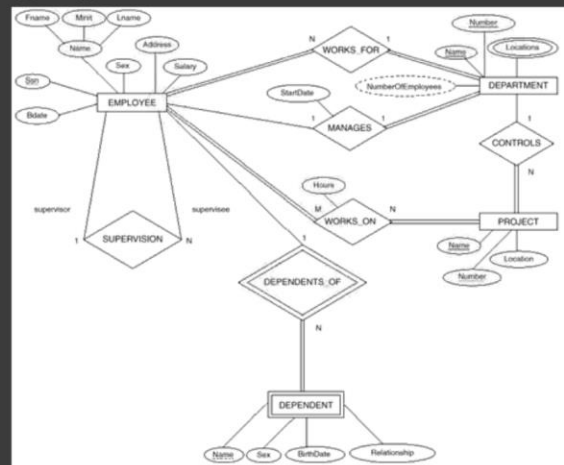 Fname
Minit
Lname
Name
Address
Sex
Salary
Ssn
Bdate
EMPLOYEE
N
WORKS_FOR
1
Number
Name
Locations
NumberOfEmployees
DEPARTMENT
StartDate
1
MANAGES
1
1
CONTROLS
N
Hours
M
WORKS_ON
N
PROJECT
Name
Number
Location
supervisor
supervisee
1
SUPERVISION
N
1
DEPENDENTS_OF
N
DEPENDENT
Name
Sex
BirthDate
Relationship